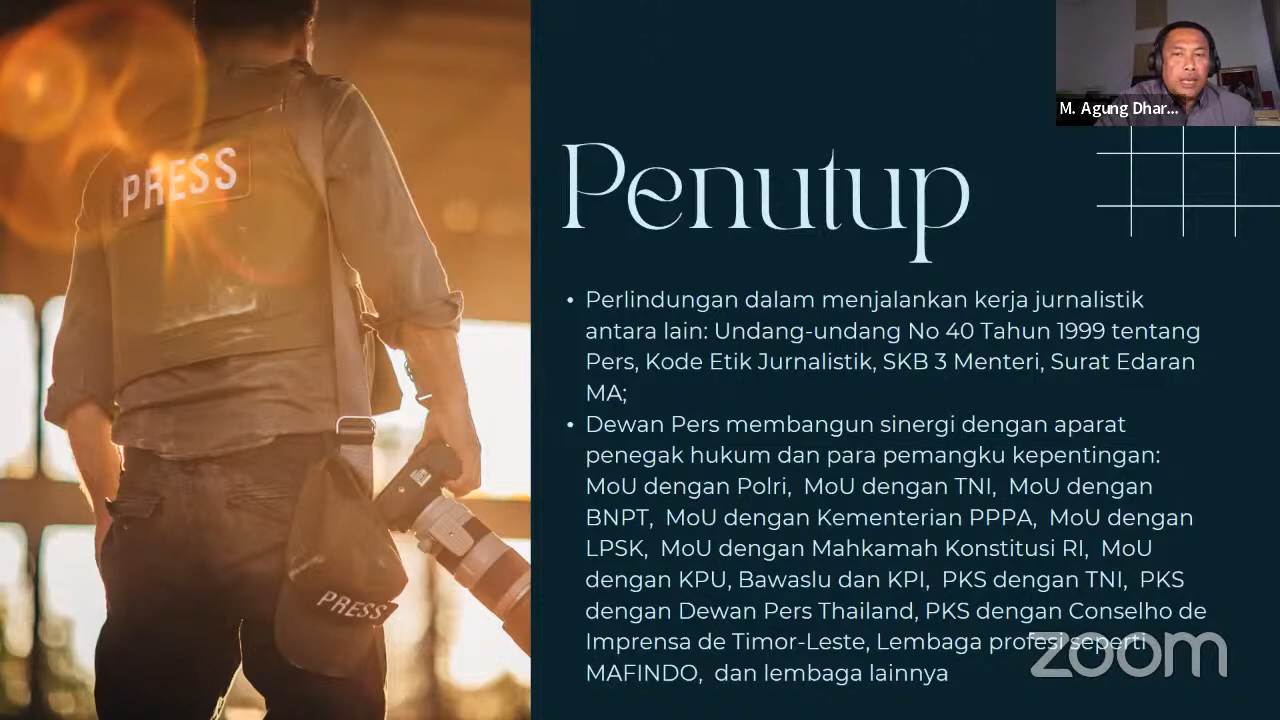 M. Agung Dhar...
PRESS
Penutup
• Perlindungan dalam menjalankan kerja jurnalistik
antara lain: Undang-undang No 40 Tahun 1999 tentang
Pers, Kode Etik Jurnalistik, SKB 3 Menteri, Surat Edaran
MA;
• Dewan Pers membangun sinergi dengan aparat
penegak hukum dan para pemangku kepentingan:
MoU dengan Polri, MoU dengan TNI, MoU dengan
BNPT, MoU dengan Kementerian PPPA, MoU dengan
LPSK, MoU dengan Mahkamah Konstitusi RI, MoU
dengan KPU, Bawaslu dan KPI, PKS dengan TNI, PKS
dengan Dewan Pers Thailand, PKS dengan Conselho de
Imprensa de Timor-Leste, Lembaga profesi seperti
MAFINDO, dan lembaga lainnya
PRESS
zoom